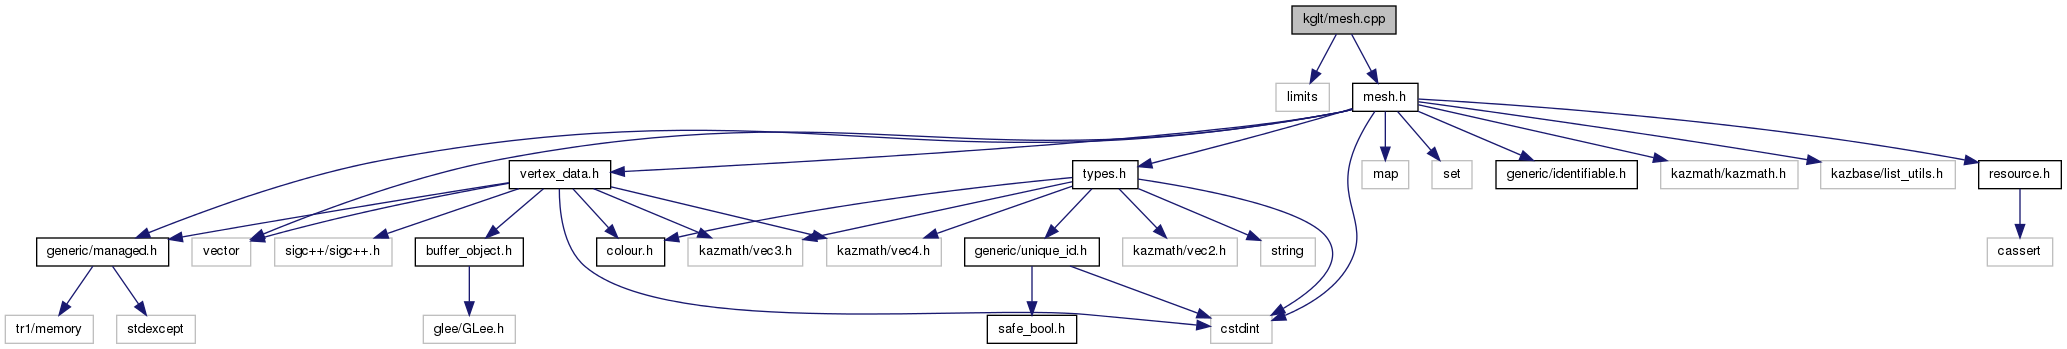 kglt/mesh.cpp
limits
mesh.h
vertex_data.h
types.h
map
set
generic/identifiable.h
kazmath/kazmath.h
kazbase/list_utils.h
resource.h
generic/managed.h
vector
sigc++/sigc++.h
buffer_object.h
colour.h
kazmath/vec3.h
kazmath/vec4.h
generic/unique_id.h
kazmath/vec2.h
string
cassert
tr1/memory
stdexcept
glee/GLee.h
safe_bool.h
cstdint